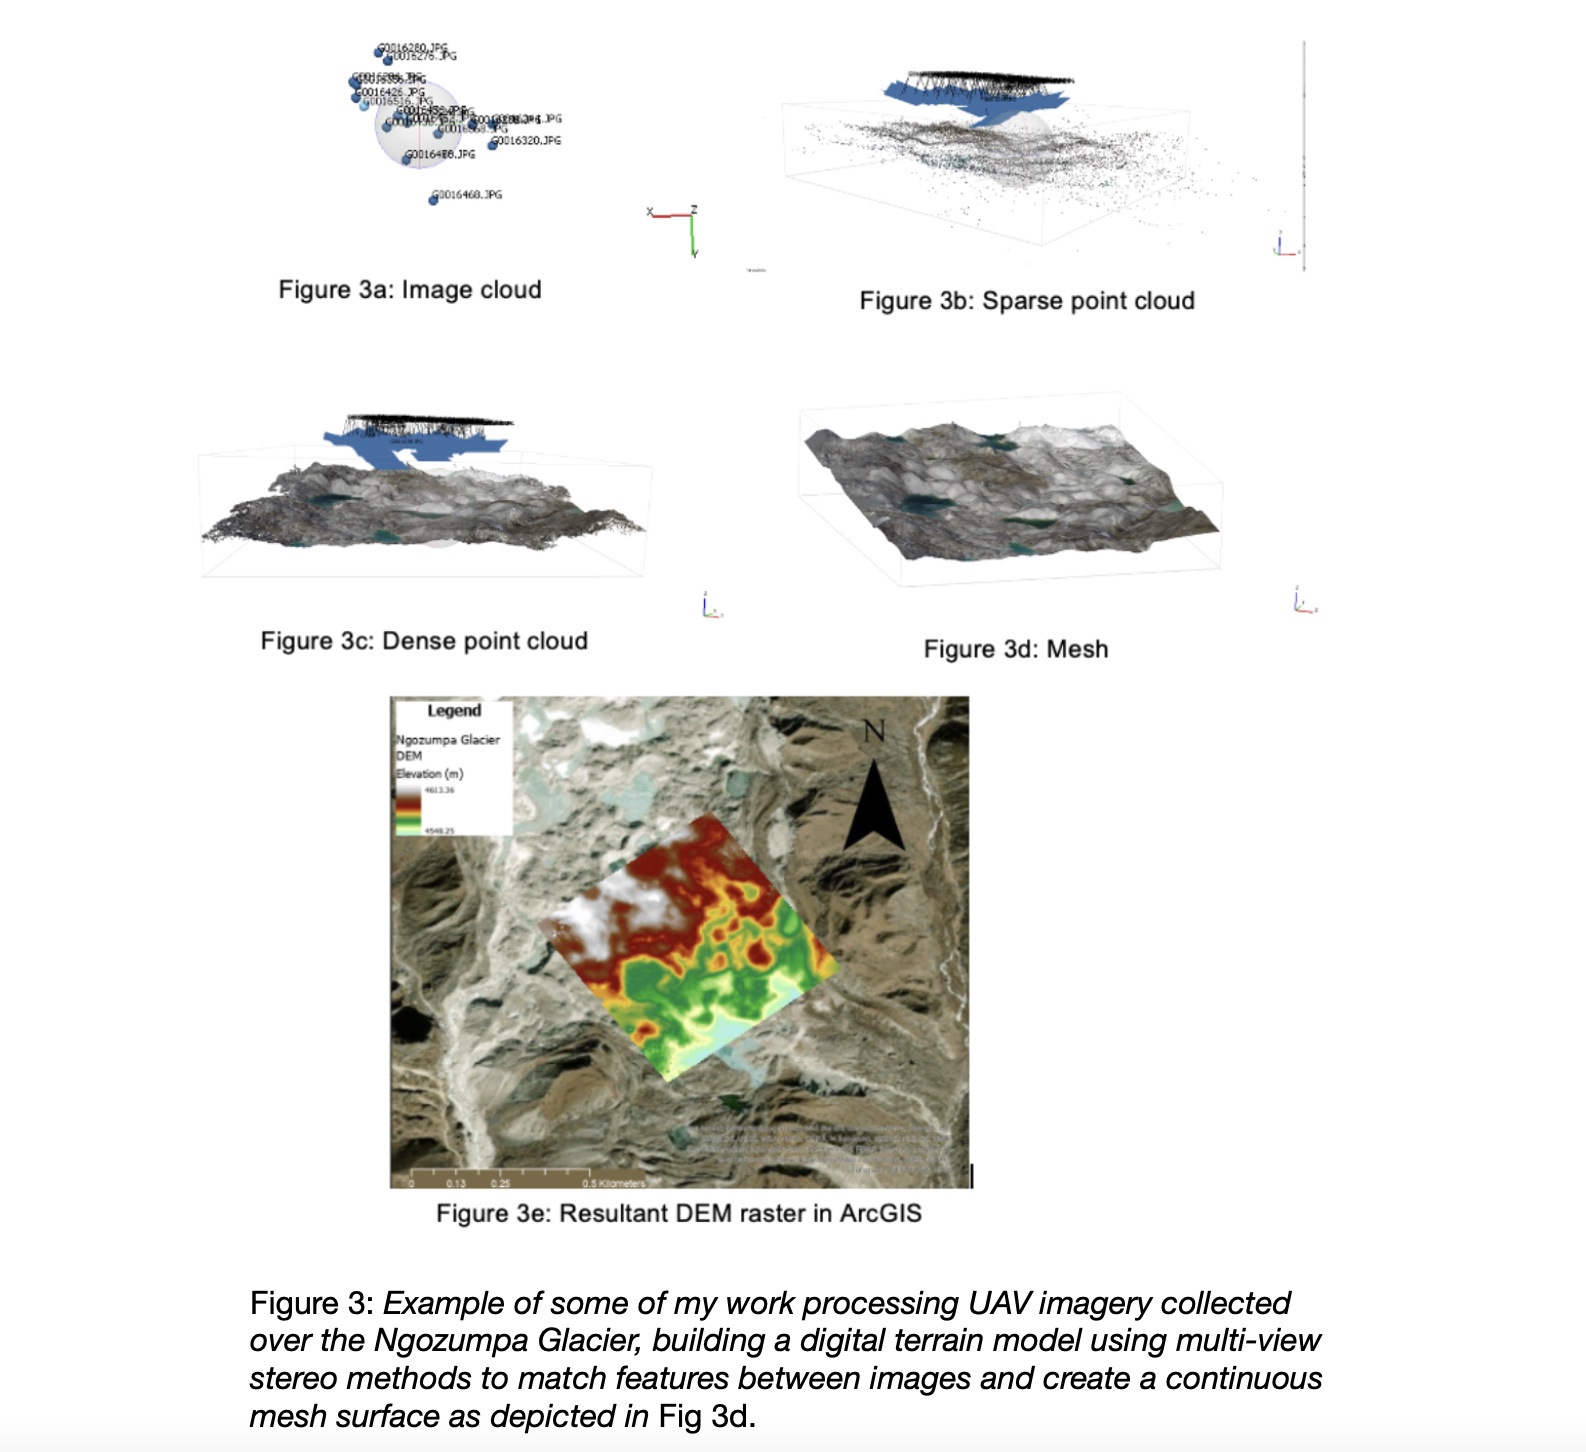 G0016280.JPG
G0016276.JPG
G0016426.JPG
G0016516.JPG
G0016320.JPG
G0016468.JPG
X
Z
Y
Figure 3a: Image cloud
Figure 3b: Sparse point cloud
Figure 3c: Dense point cloud
Figure 3d: Mesh
Legend
Ngozumpa Glacier
DEM
Elevation (m)
4613.36
4548.25
N
0 0.13 0.25 0.5 Kilometers
Figure 3e: Resultant DEM raster in ArcGIS
Figure 3: Example of some of my work processing UAV imagery collected
over the Ngozumpa Glacier, building a digital terrain model using multi-view
stereo methods to match features between images and create a continuous
mesh surface as depicted in Fig 3d.